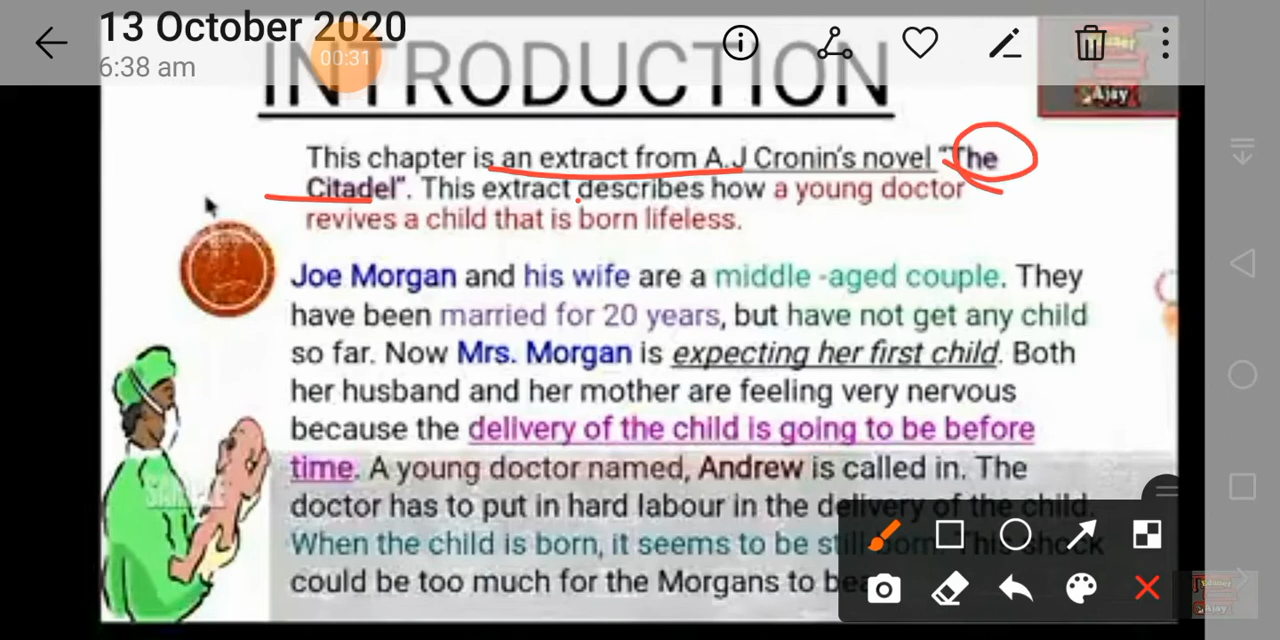 13 October 2020
6:38 am
00:31
INTRODUCTION
Ajay
This chapter is an extract from A.J Cronin's novel "The
Citadel". This extract describes how a young doctor
revives a child that is born lifeless.
Joe Morgan and his wife are a middle -aged couple. They
have been married for 20 years, but have not get any child
so far. Now Mrs. Morgan is expecting her first child. Both
her husband and her mother are feeling very nervous
because the delivery of the child is going to be before
time. A young doctor named, Andrew is called in. The
doctor has to put in hard labour in the delivery of the child.
When the child is born, it seems to be still born. This shock
could be too much for the Morgans to
SAMPLE
Ajay